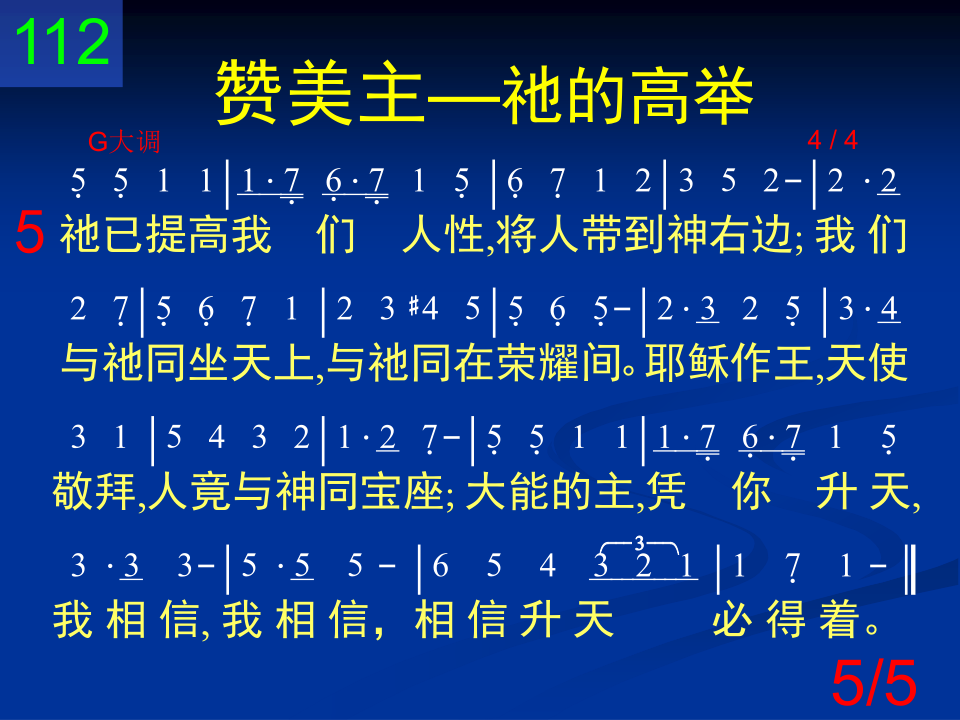 112
赞美主—祂的高举
G大调 4 / 4
5̣ 5̣ 1 1 | 1 · 7̣ 6̣ · 7̣ 1 5̣ | 6̣ 7̣ 1 2 | 3 5 2 - | 2 · 2
5 祂已提高我 们 人性,将人带到神右边; 我 们
2 7̣ | 5̣ 6̣ 7̣ 1 | 2 3 #4 5 | 5̣ 6̣ 5̣ - | 2 · 3 2 5̣ | 3 · 4
与祂同坐天上,与祂同在荣耀间。耶稣作王,天使
3 1 | 5 4 3 2 | 1 · 2 7̣ - | 5̣ 5̣ 1 1 | 1 · 7̣ 6̣ · 7̣ 1 5̣
敬拜,人竟与神同宝座; 大能的主,凭 你 升 天,
3
3 · 3 3 - | 5 · 5 5 - | 6 5 4 3 2 1 | 1 7̣ 1 - ‖
我 相 信, 我 相 信, 相 信 升 天 必 得 着。
5/5